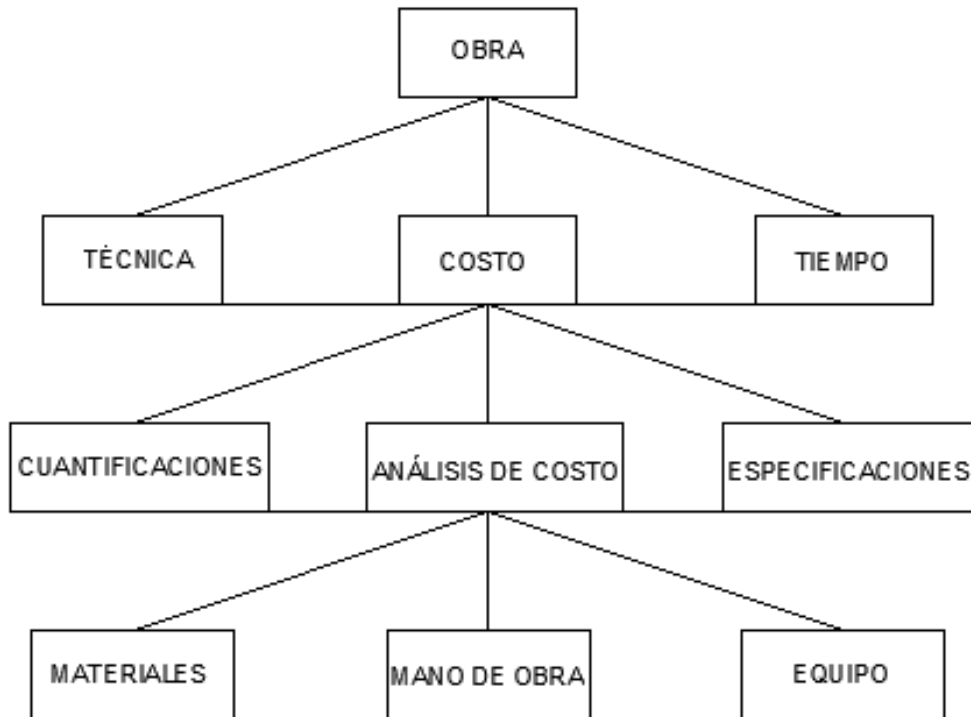 OBRA
TÉCNICA
COSTO
TIEMPO
CUANTIFICACIONES
ANÁLISIS DE COSTO
ESPECIFICACIONES
MATERIALES
MANO DE OBRA
EQUIPO